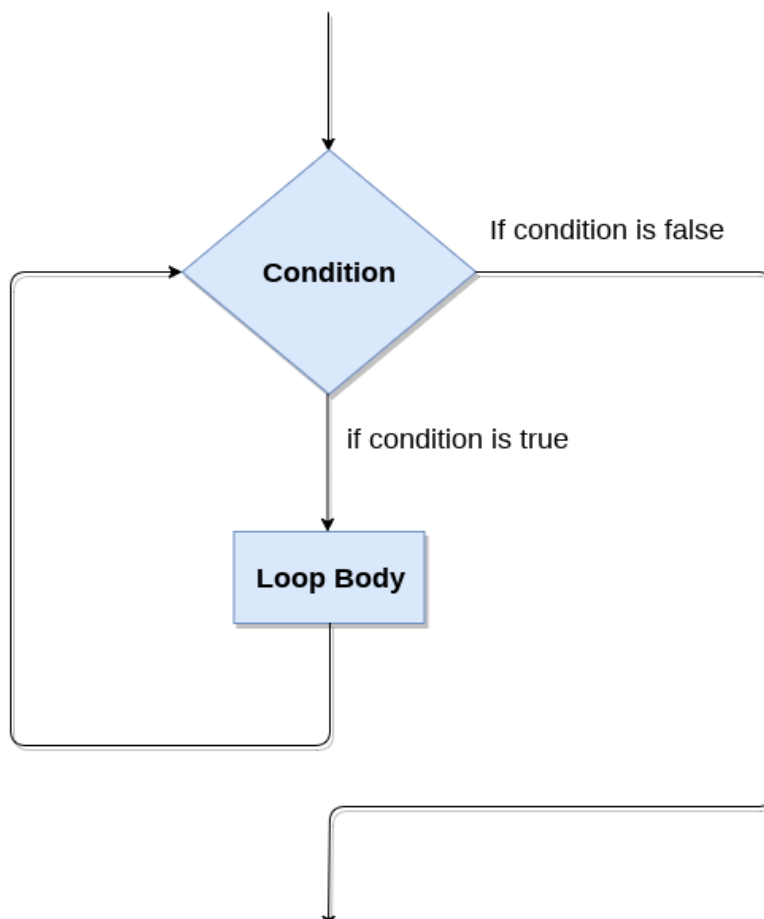 If condition is false
Condition
if condition is true
Loop Body